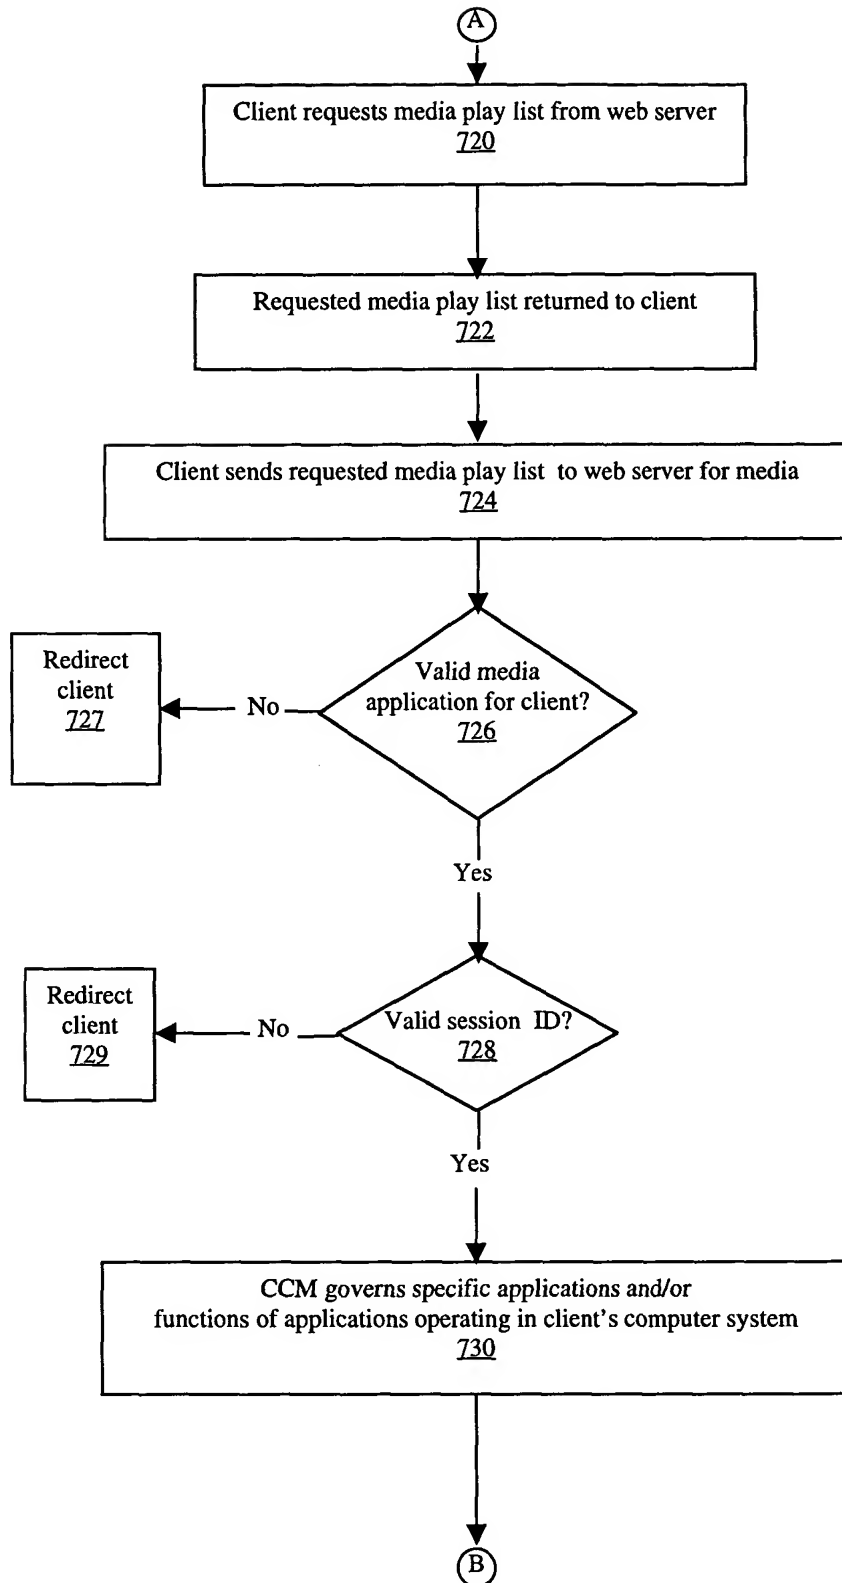 A
Client requests media play list from web server
720
Requested media play list returned to client
722
Client sends requested media play list to web server for media
724
Valid media
application for client?
726
No
Redirect
client
727
Yes
Valid session ID?
728
No
Redirect
client
729
Yes
CCM governs specific applications and/or
functions of applications operating in client's computer system
730
B